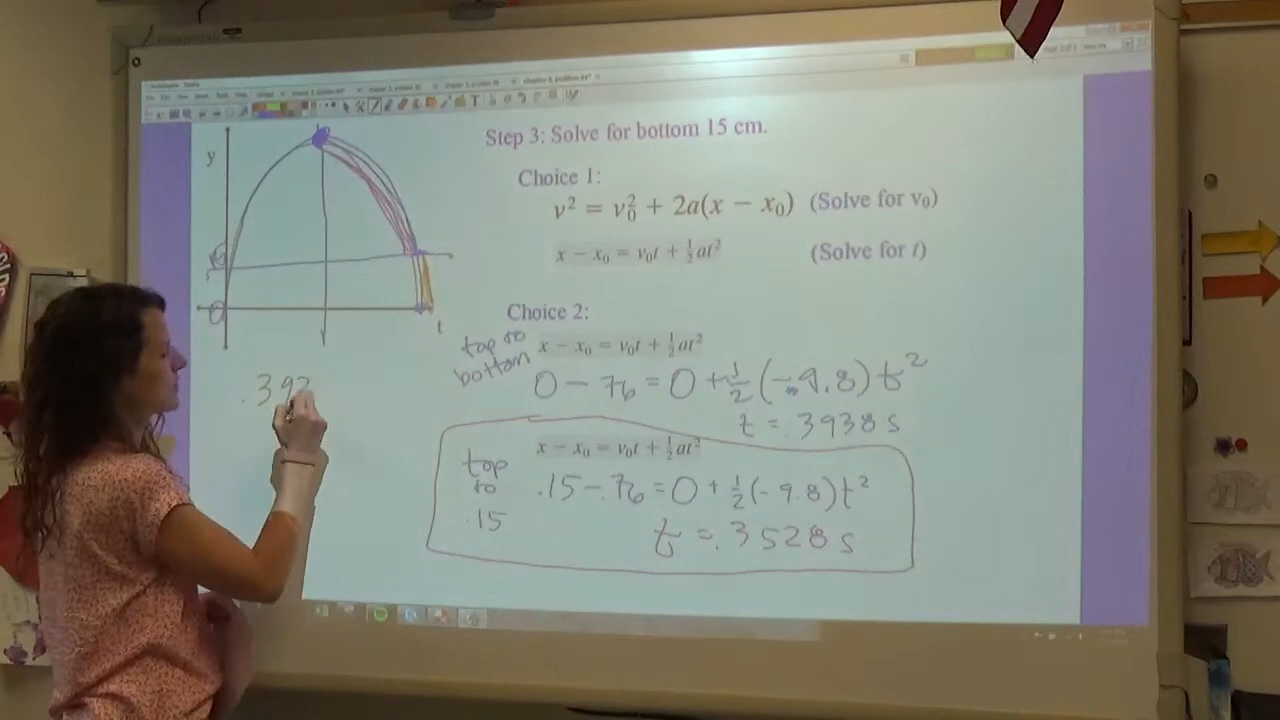 Step 3: Solve for bottom 15 cm.
y
Choice 1:
v² = v₀² + 2a(x − x₀) (Solve for v₀)
x − x₀ = v₀t + ½at² (Solve for t)
Choice 2:
t
top to bottom
x − x₀ = v₀t + ½at²
0 − .76 = 0 + ½(−9.8)t²
.393
t = .3938 s
top to .15
x − x₀ = v₀t + ½at²
.15 − .76 = 0 + ½(−9.8)t²
t = .3528 s